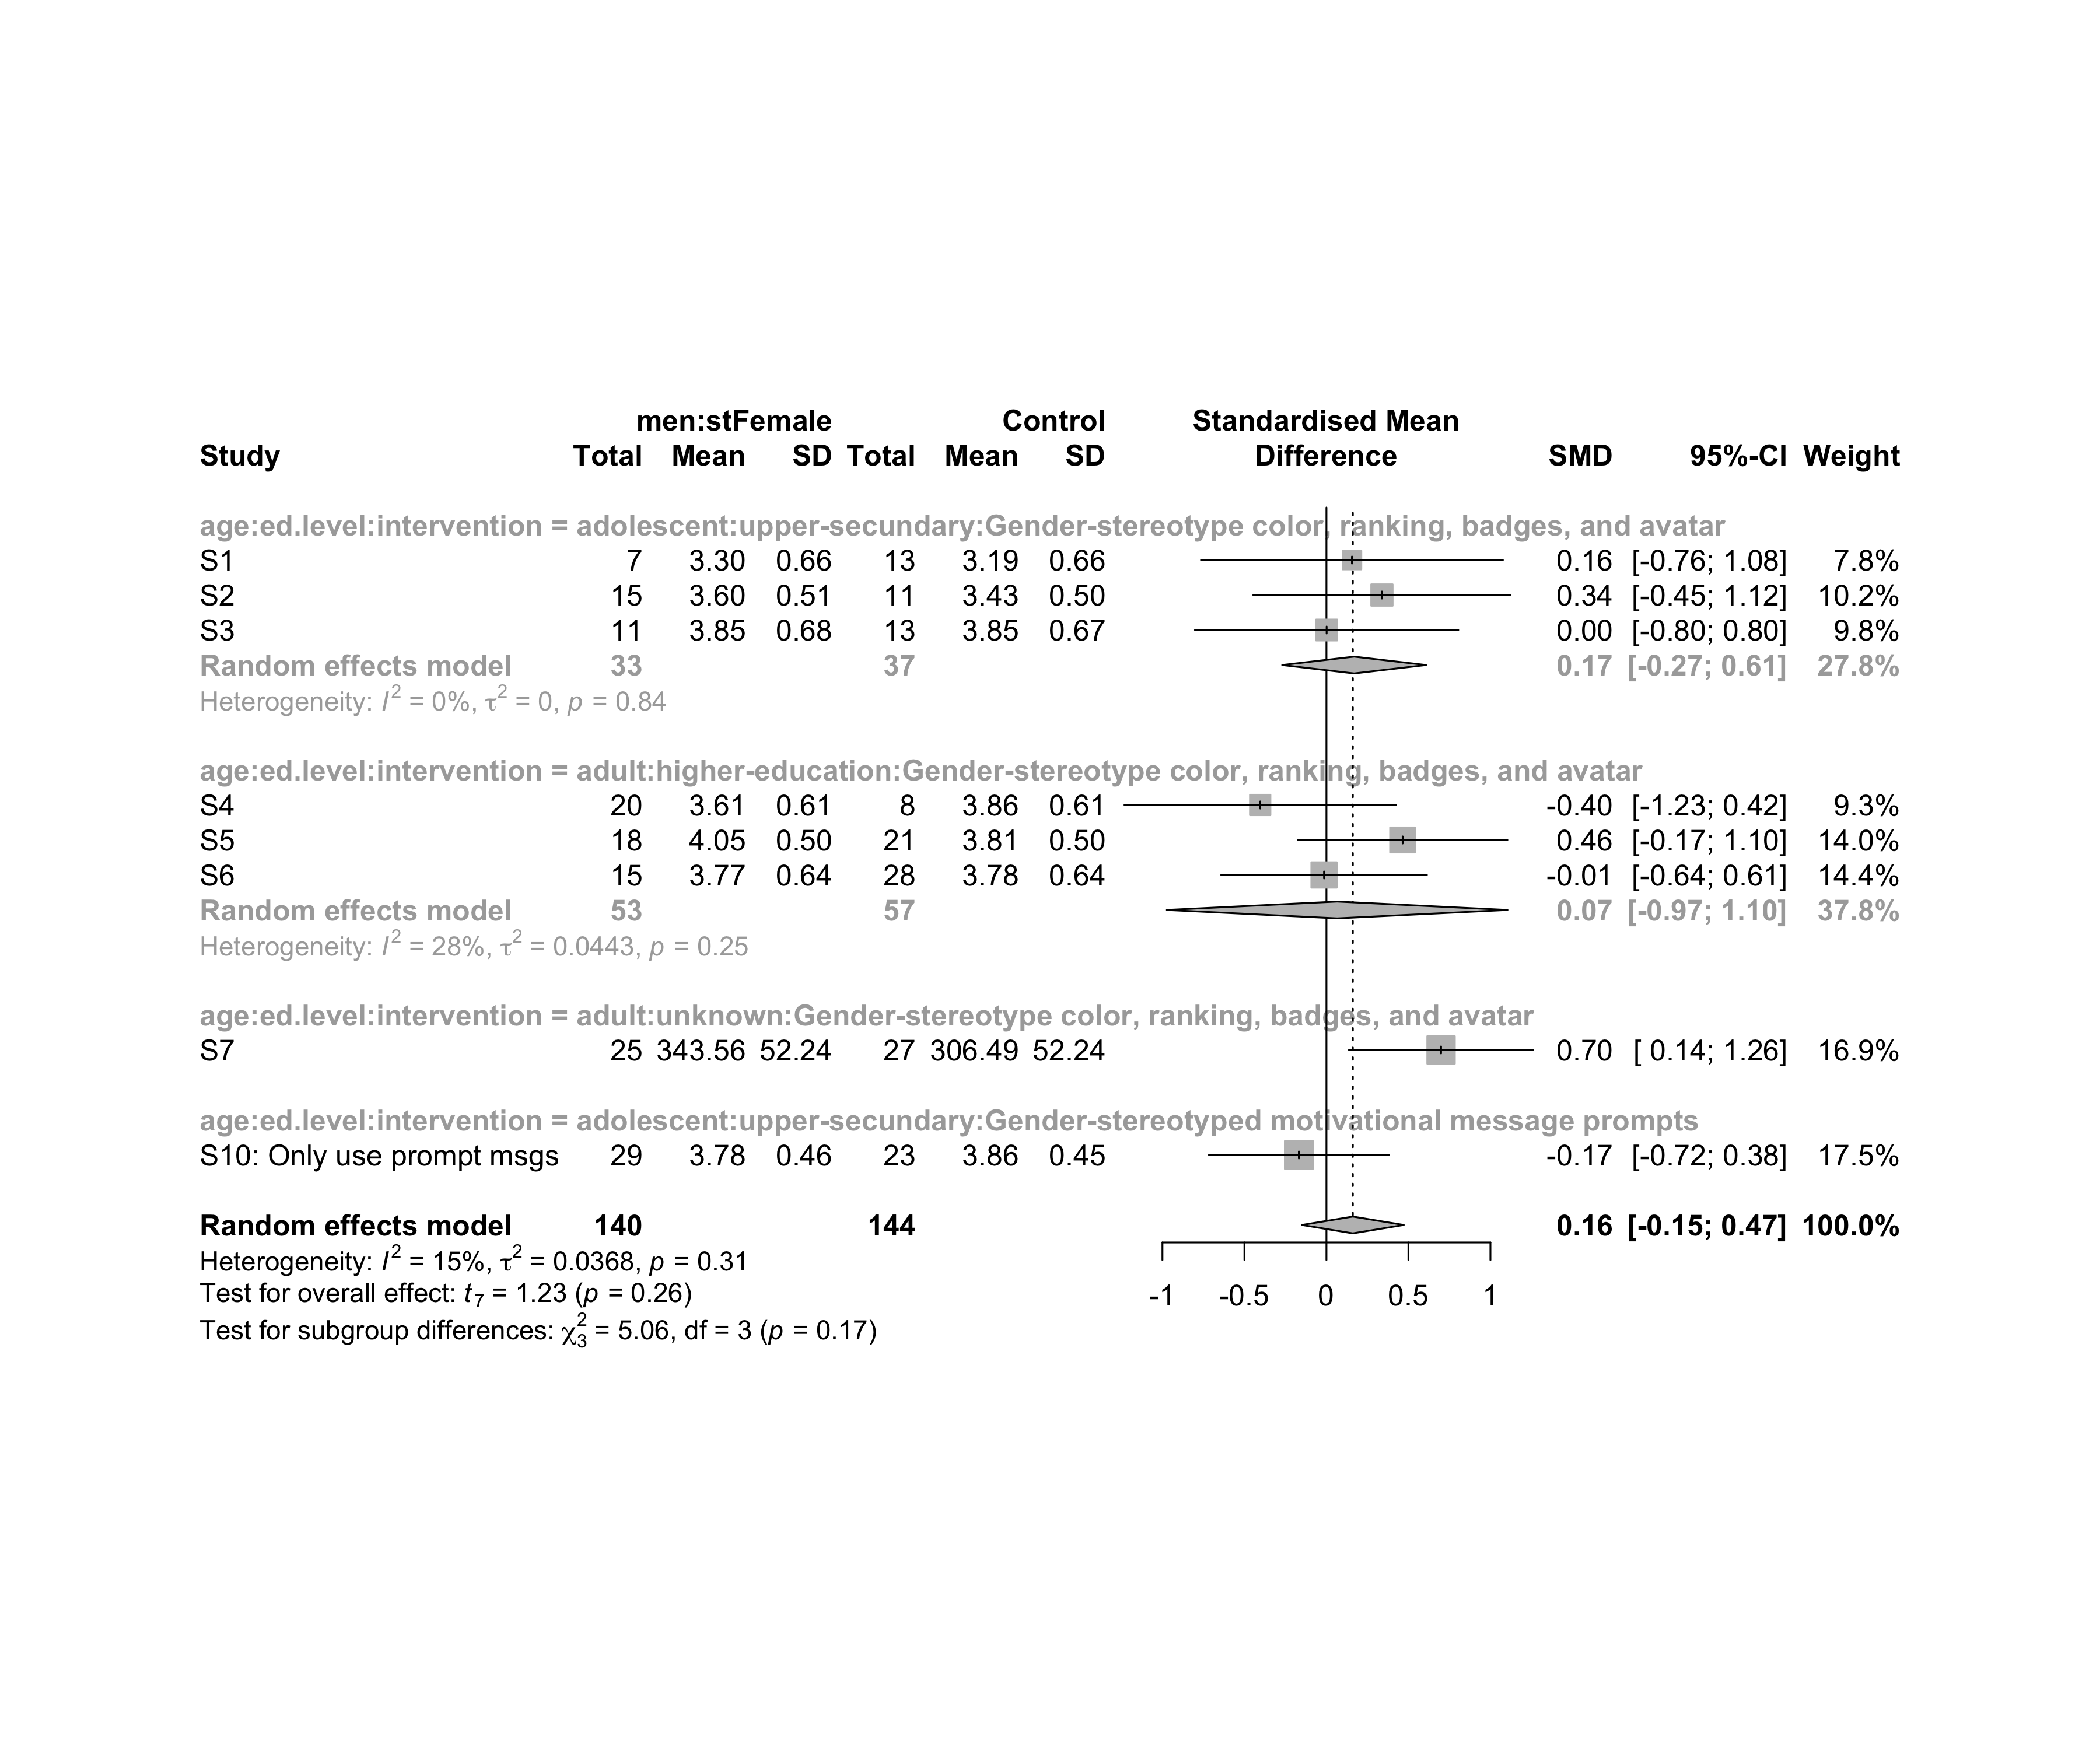 men:stFemale Control Standardised Mean
Study Total Mean SD Total Mean SD Difference SMD 95%-CI Weight
age:ed.level:intervention = adolescent:upper-secundary:Gender-stereotype color, ranking, badges, and avatar
S1 7 3.30 0.66 13 3.19 0.66 0.16 [-0.76; 1.08] 7.8%
S2 15 3.60 0.51 11 3.43 0.50 0.34 [-0.45; 1.12] 10.2%
S3 11 3.85 0.68 13 3.85 0.67 0.00 [-0.80; 0.80] 9.8%
Random effects model 33 37 0.17 [-0.27; 0.61] 27.8%
Heterogeneity: I² = 0%, τ² = 0, p = 0.84
age:ed.level:intervention = adult:higher-education:Gender-stereotype color, ranking, badges, and avatar
S4 20 3.61 0.61 8 3.86 0.61 -0.40 [-1.23; 0.42] 9.3%
S5 18 4.05 0.50 21 3.81 0.50 0.46 [-0.17; 1.10] 14.0%
S6 15 3.77 0.64 28 3.78 0.64 -0.01 [-0.64; 0.61] 14.4%
Random effects model 53 57 0.07 [-0.97; 1.10] 37.8%
Heterogeneity: I² = 28%, τ² = 0.0443, p = 0.25
age:ed.level:intervention = adult:unknown:Gender-stereotype color, ranking, badges, and avatar
S7 25 343.56 52.24 27 306.49 52.24 0.70 [ 0.14; 1.26] 16.9%
age:ed.level:intervention = adolescent:upper-secundary:Gender-stereotyped motivational message prompts
S10: Only use prompt msgs 29 3.78 0.46 23 3.86 0.45 -0.17 [-0.72; 0.38] 17.5%
Random effects model 140 144 0.16 [-0.15; 0.47] 100.0%
Heterogeneity: I² = 15%, τ² = 0.0368, p = 0.31
Test for overall effect: t₇ = 1.23 (p = 0.26)
-1 -0.5 0 0.5 1
Test for subgroup differences: χ²₃ = 5.06, df = 3 (p = 0.17)